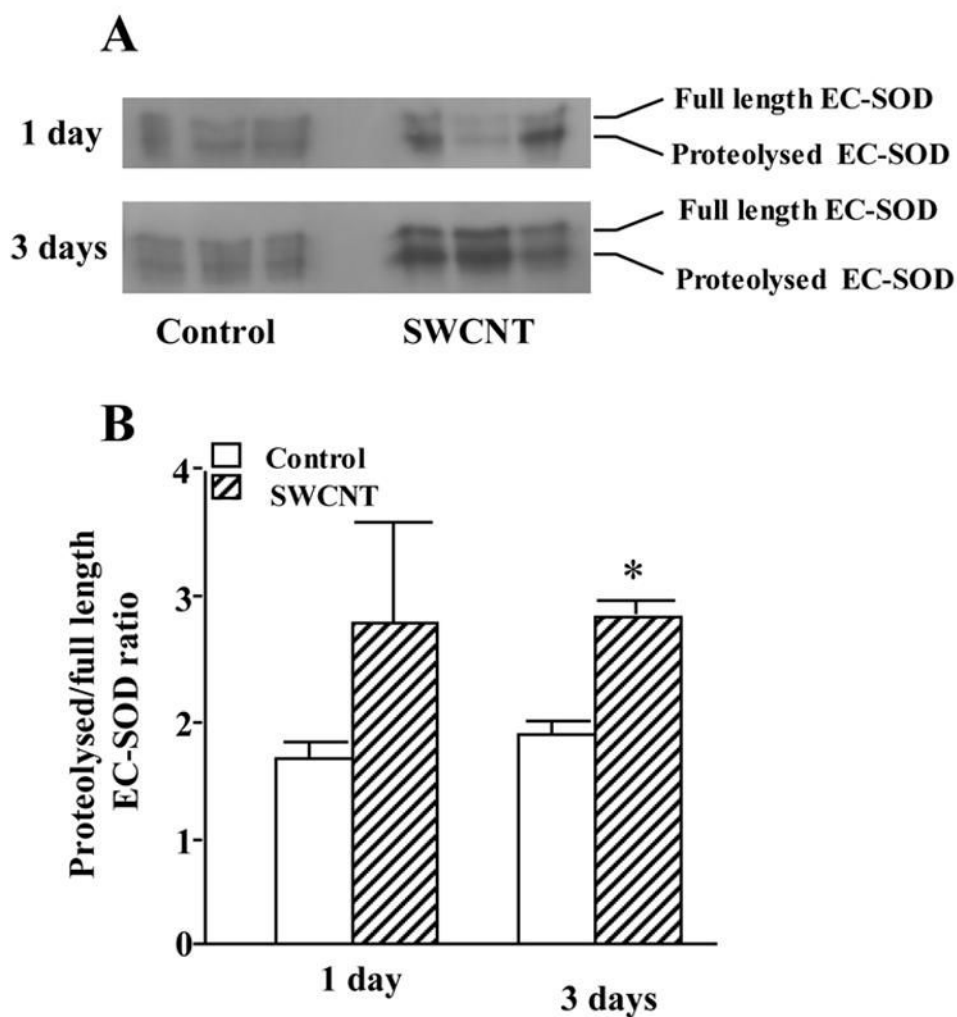 A
1 day
Full length EC-SOD
Proteolysed EC-SOD
3 days
Full length EC-SOD
Proteolysed EC-SOD
Control SWCNT
B
Control
SWCNT
Proteolysed/full length
EC-SOD ratio
4
3
2
1
0
*
1 day
3 days